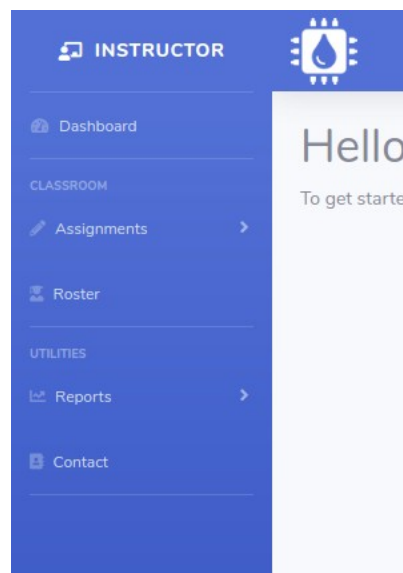 INSTRUCTOR
Dashboard
CLASSROOM
Assignments
Roster
UTILITIES
Reports
Contact
Hello
To get starte